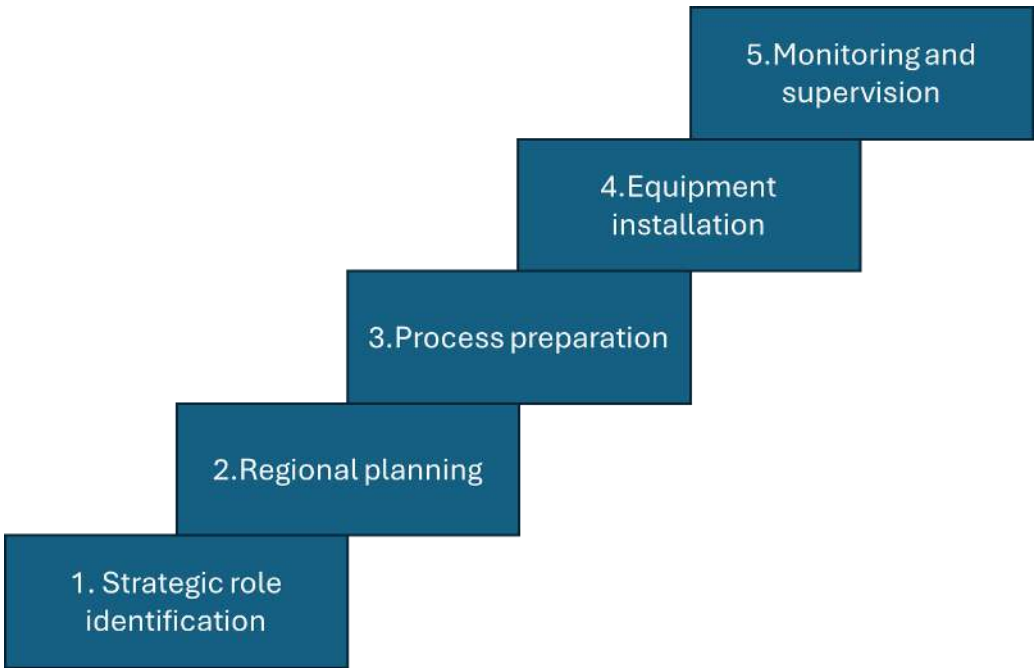 5.Monitoring and
supervision
4.Equipment
installation
3.Process preparation
2.Regional planning
1. Strategic role
identification